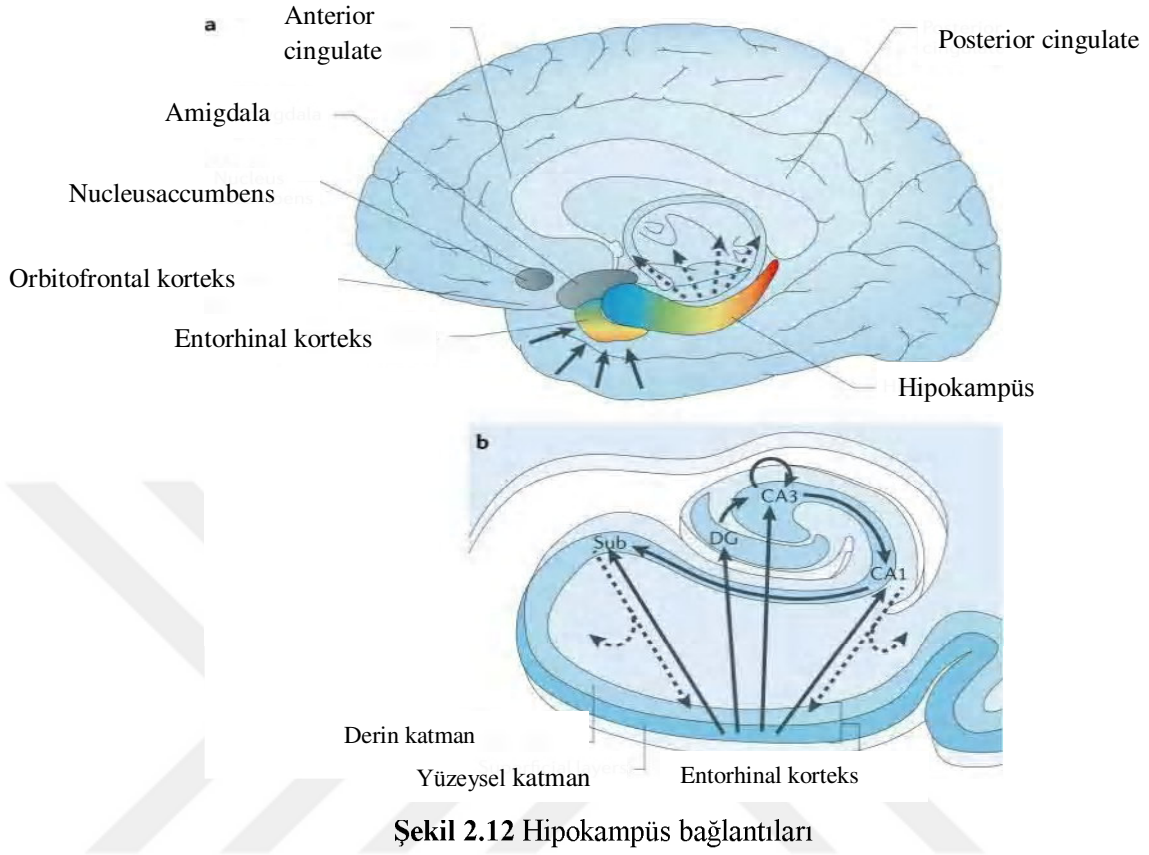 a
Anterior
cingulate
Posterior cingulate
Amigdala
Nucleusaccumbens
Orbitofrontal korteks
Entorhinal korteks
Hipokampüs
b
CA3
DG
Sub
CA1
Derin katman
Yüzeysel katman
Entorhinal korteks
Şekil 2.12 Hipokampüs bağlantıları